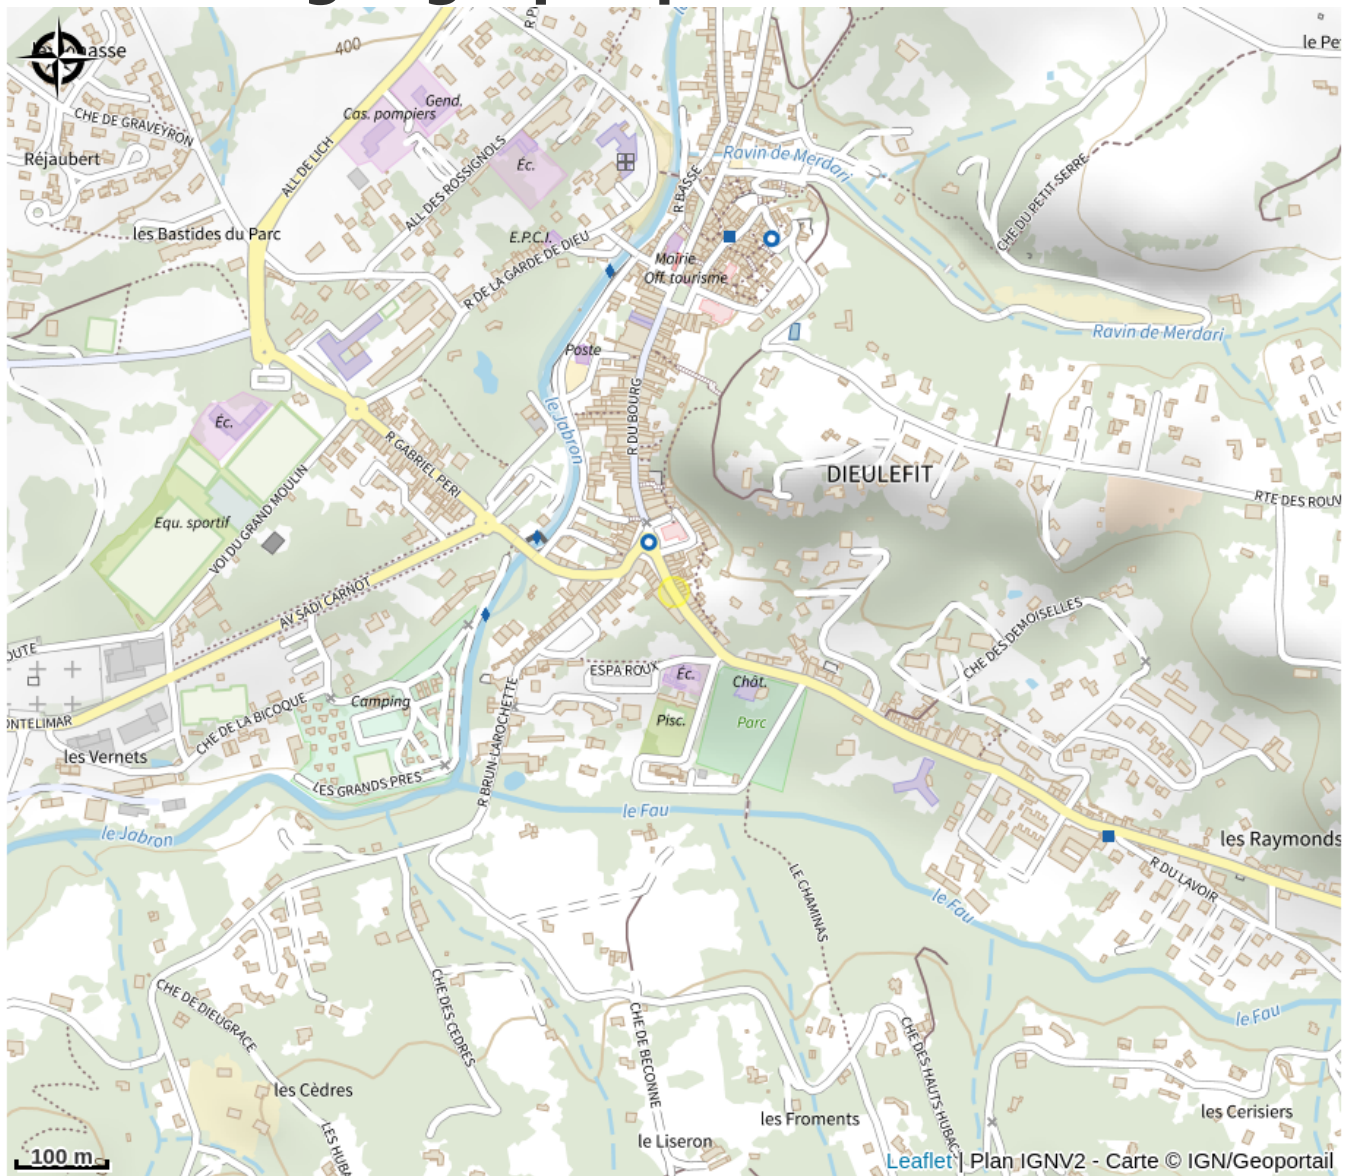 400
le Pe
CHE DE GRAVEYRON
Gend.
Cas. pompiers
Réjaubert
ALL DE LICH
ALL DES ROSSIGNOLS
Éc.
Ravin de Merdari
R BASSE
CHE DU PETIT-SERRE
les Bastides du Parc
E.P.C.I.
R DE LA GARDE DE DIEU
Mairie
Off. tourisme
Ravin de Merdari
Poste
R DU BOURG
le Jabron
Éc.
R GABRIEL PERI
DIEULEFIT
RTE DES ROUV
Equ. sportif
VOI DU GRAND MOULIN
AV SADI CARNOT
CHE DES DEMOISELLES
OUTE
ESPA ROUX
Éc.
Chât.
Camping
Pisc.
Parc
ONTELIMAR
CHE DE LA BICOQUE
les Vernets
R BRUN-LAROCHETTE
LES GRANDS PRES
le Fau
le Jabron
les Raymonds
R DU LAVOIR
LE CHAMINAS
le Fau
CHE DE DIEUGRACE
CHE DES CEDRES
CHE DE BECONNE
CHE DES HAUTS HUBAC
le Fau
les Cèdres
les Froments
les Cerisiers
LES HUBA
le Liseron
100 m
Leaflet | Plan IGNV2 - Carte © IGN/Geoportail